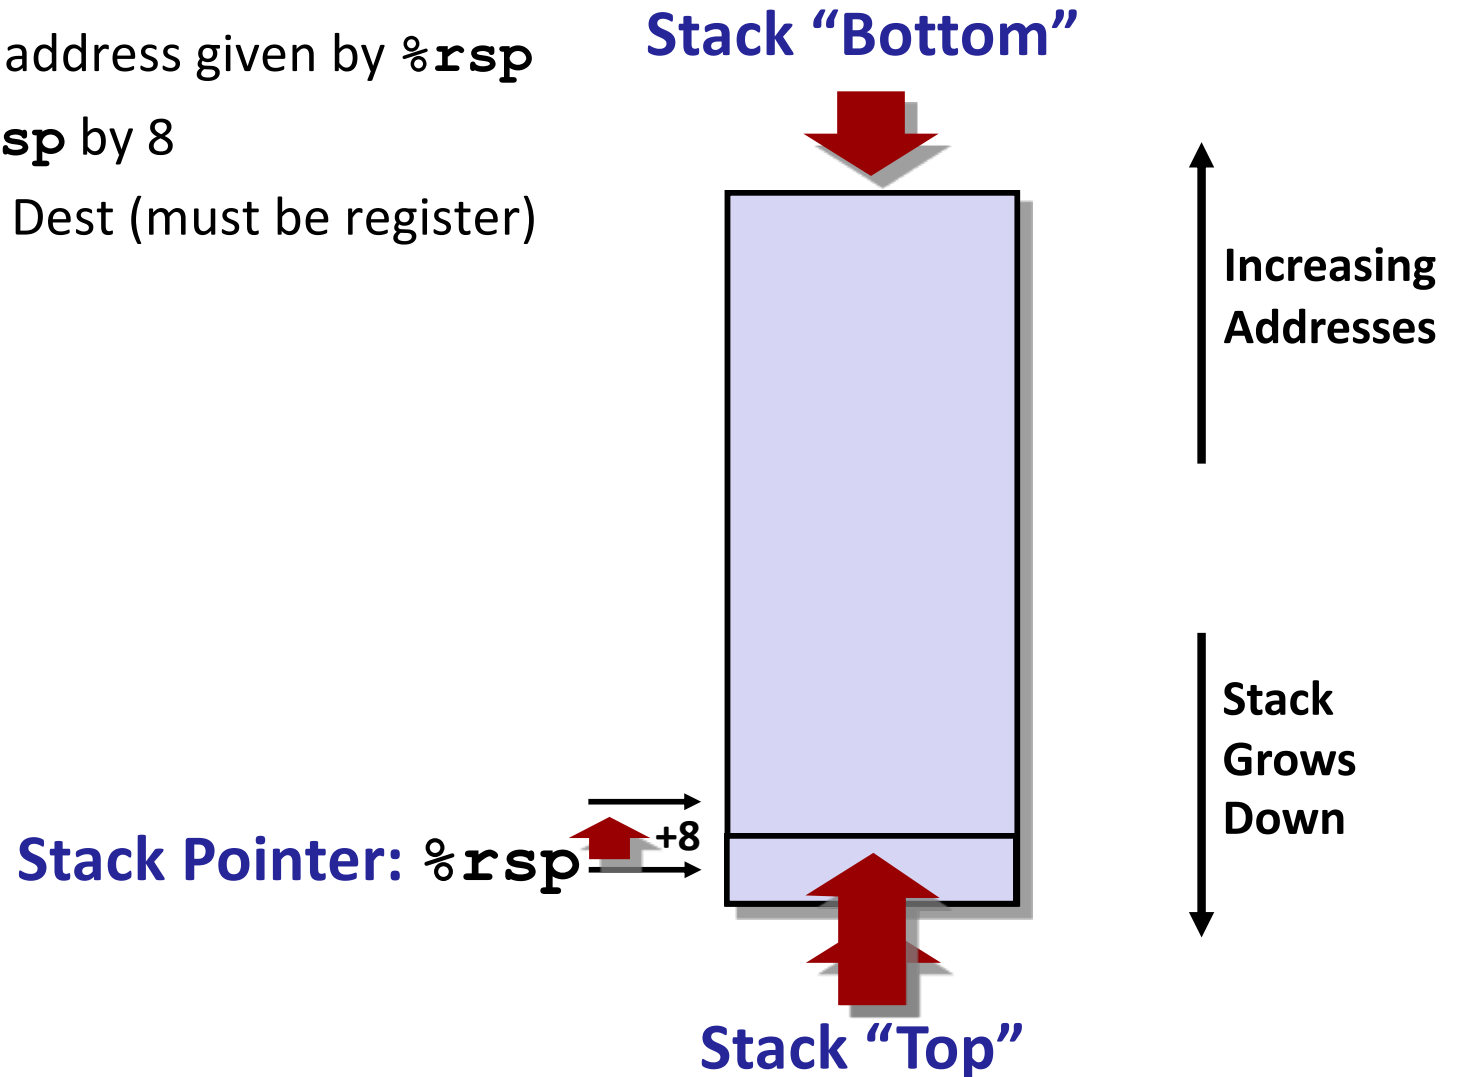 address given by %rsp
sp by 8
Dest (must be register)
Stack “Bottom”
Increasing
Addresses
Stack
Grows
Down
+8
Stack Pointer: %rsp
Stack “Top”